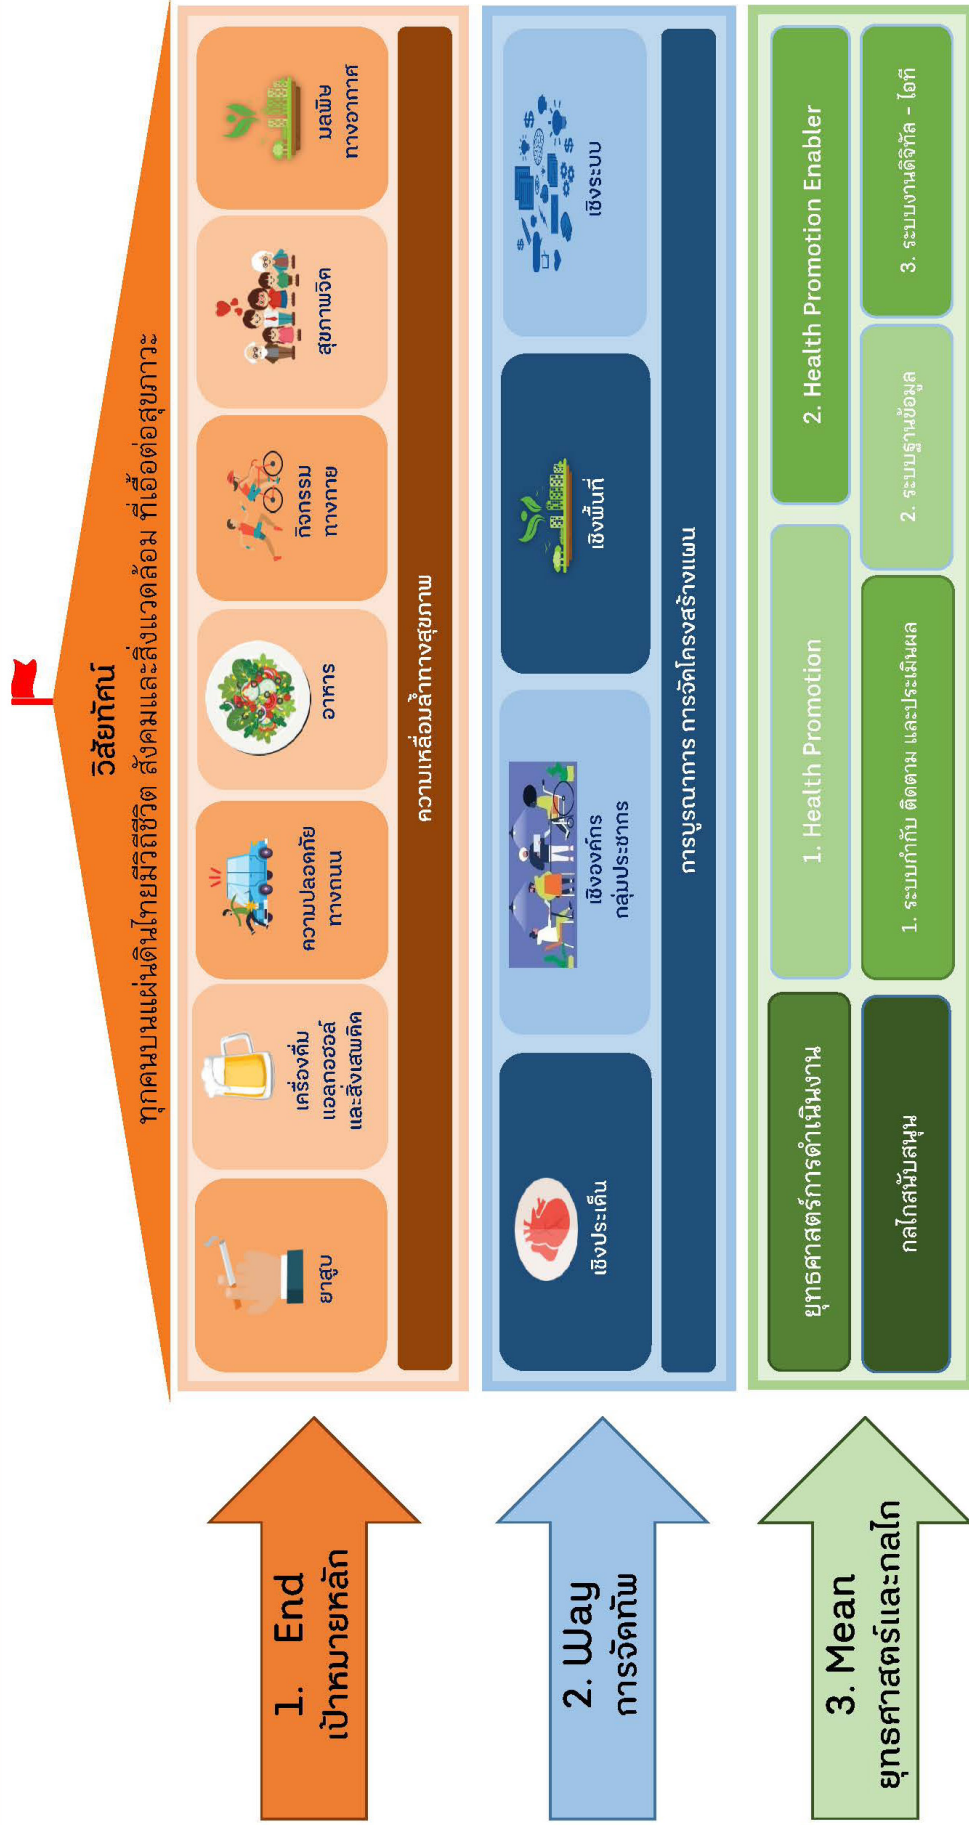 วิสัยทัศน์
ทุกคนบนแผ่นดินไทยมีวิถีชีวิต สังคมและสิ่งแวดล้อม ที่เอื้อต่อสุขภาวะ
1. End
เป้าหมายหลัก
ยาสูบ
เครื่องดื่ม
แอลกอฮอล์
และสิ่งเสพติด
ความปลอดภัย
ทางถนน
อาหาร
กิจกรรม
ทางกาย
สุขภาพจิต
มลพิษ
ทางอากาศ
ความเหลื่อมล้ำทางสุขภาพ
2. Way
การจัดทัพ
เชิงประเด็น
เชิงองค์กร
กลุ่มประชากร
เชิงพื้นที่
เชิงระบบ
การบูรณาการ การจัดโครงสร้างแผน
3. Mean
ยุทธศาสตร์และกลไก
ยุทธศาสตร์การดำเนินงาน
1. Health Promotion
2. Health Promotion Enabler
กลไกสนับสนุน
1. ระบบกำกับ ติดตาม และประเมินผล
2. ระบบฐานข้อมูล
3. ระบบงานดิจิทัล - ไอที